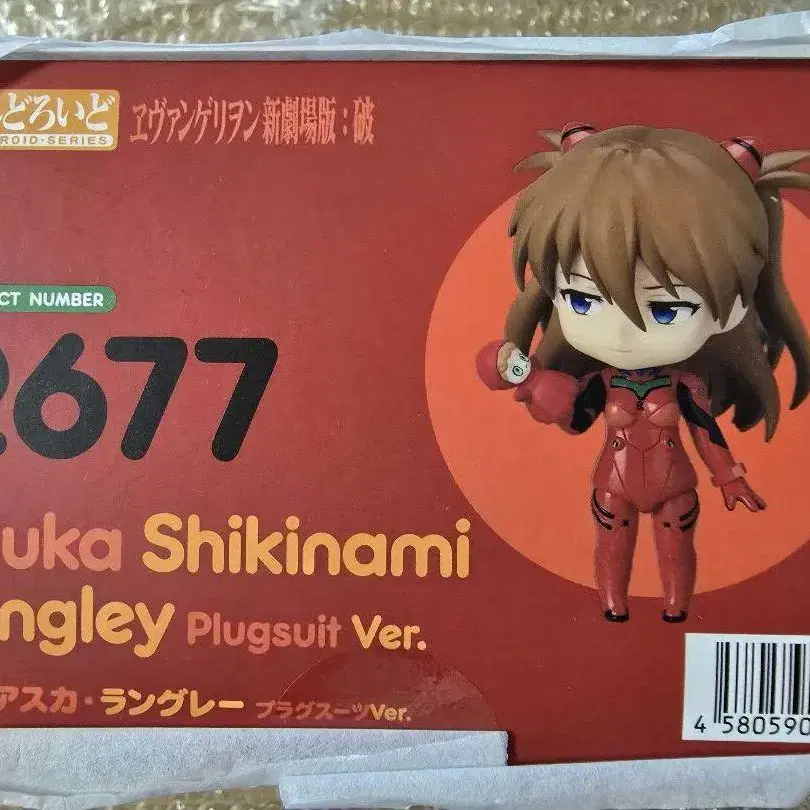 どろいど
ROID·SERIES
ヱヴァンゲリヲン新劇場版：破
CT NUMBER
2677
uka Shikinami
ngley Plugsuit Ver.
アスカ・ラングレー プラグスーツVer.
4 580590